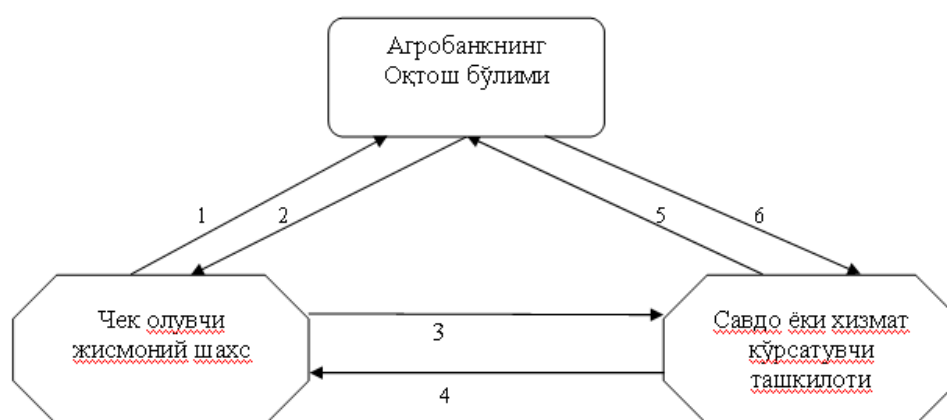 Агробанкнинг
Оқтош бўлими
1
2
5
6
Чек олувчи
жисмоний шахс
3
4
Савдо ёки хизмат
кўрсатувчи
ташкилоти